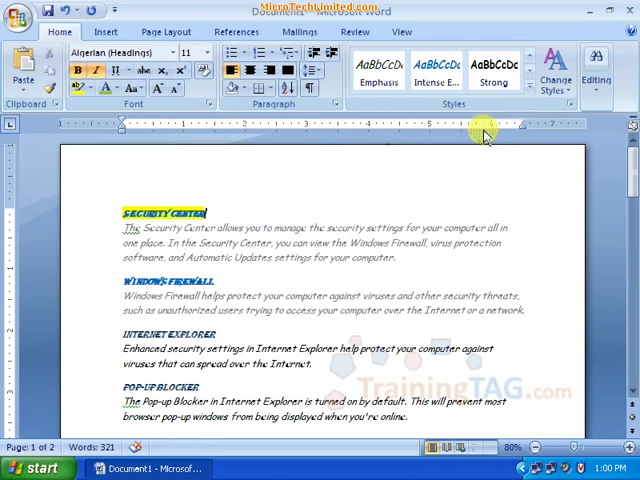 MicroTechLimited.com
Document1 - Microsoft Word
Home Insert Page Layout References Mailings Review View
Algerian (Headings) 11
Paste
AaBbCcDc AaBbCcDc AaBbCcDc
Emphasis Intense E... Strong
Change Styles
Editing
Clipboard Font Paragraph Styles
SECURITY CENTER
The Security Center allows you to manage the security settings for your computer all in
one place. In the Security Center, you can view the Windows Firewall, virus protection
software, and Automatic Updates settings for your computer.
WINDOWS FIREWALL
Windows Firewall helps protect your computer against viruses and other security threats,
such as unauthorized users trying to access your computer over the Internet or a network.
INTERNET EXPLORER
Enhanced security settings in Internet Explorer help protect your computer against
viruses that can spread over the Internet.
TrainingTAG.com
POP-UP BLOCKER
The Pop-up Blocker in Internet Explorer is turned on by default. This will prevent most
browser pop-up windows from being displayed when you're online.
Page: 1 of 2 Words: 321 80%
start Document1 - Microsof... 1:00 PM